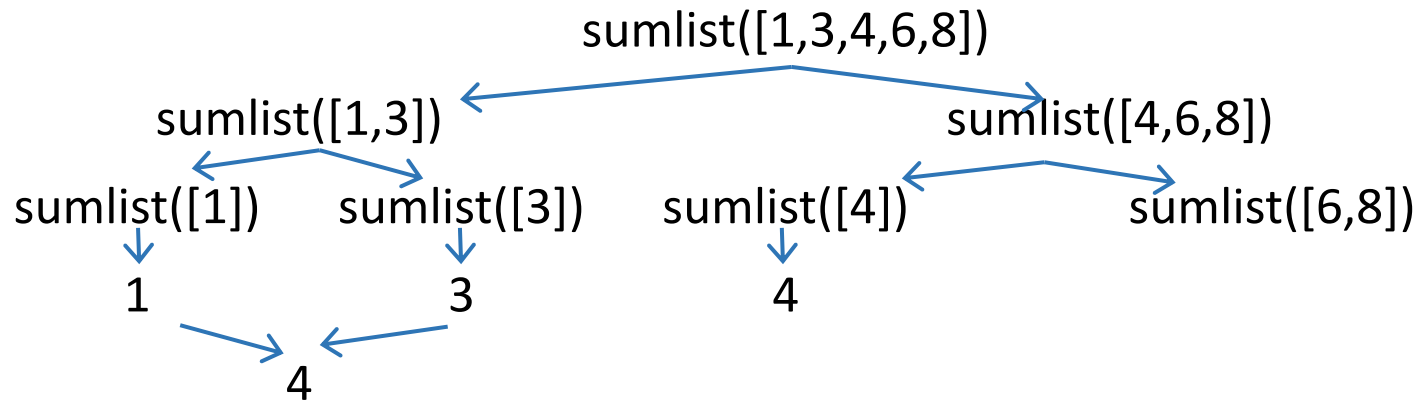 sumlist([1,3,4,6,8])
sumlist([1,3]) sumlist([4,6,8])
sumlist([1]) sumlist([3]) sumlist([4]) sumlist([6,8])
1 3 4
4